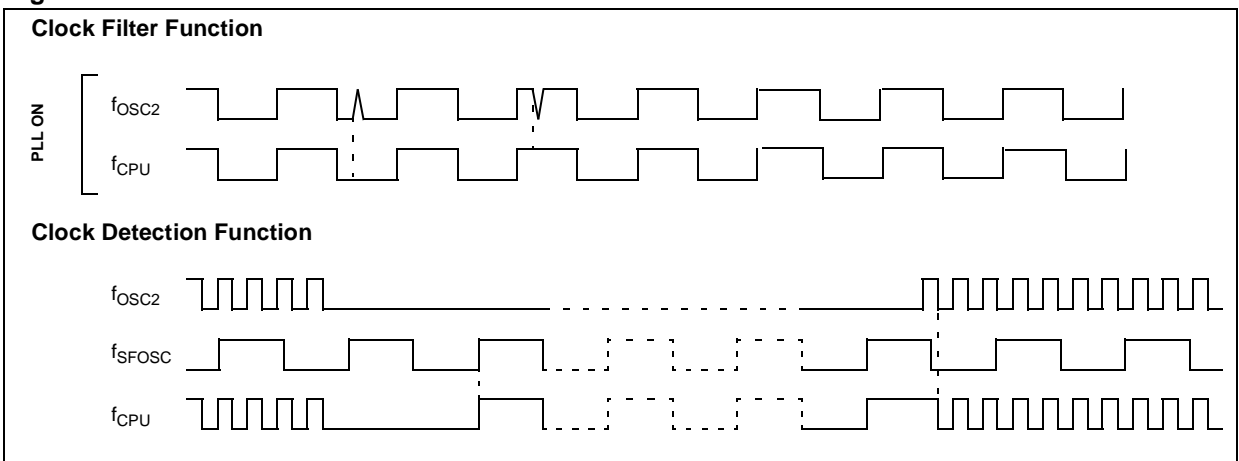 Clock Filter Function
PLL ON
fOSC2
fCPU
Clock Detection Function
fOSC2
fSFOSC
fCPU